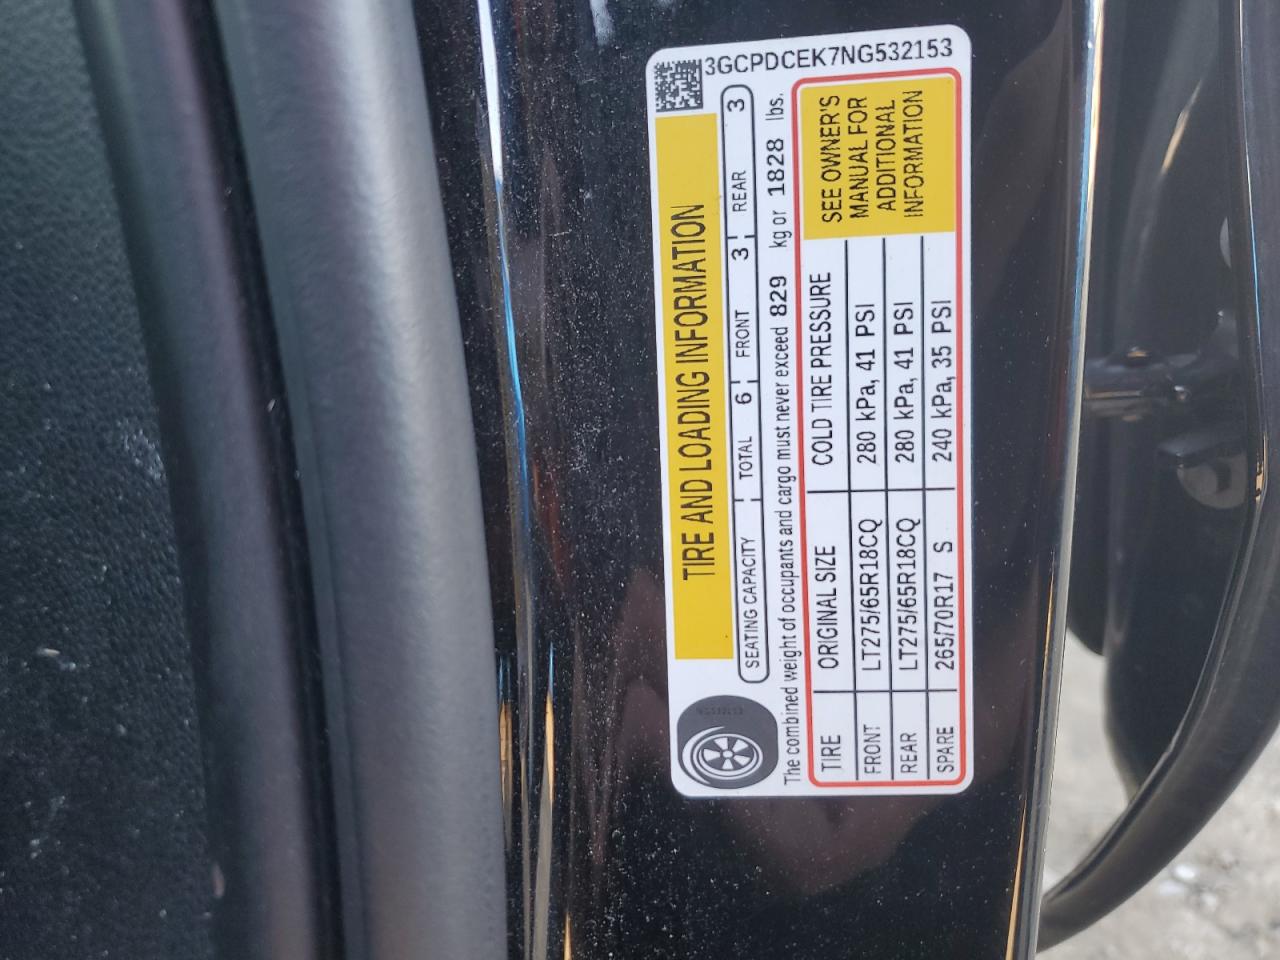 3GCPDCEK7NG532153
TIRE AND LOADING INFORMATION
SEATING CAPACITY TOTAL 6 FRONT 3 REAR 3
The combined weight of occupants and cargo must never exceed 829 kg or 1828 lbs.
TIRE ORIGINAL SIZE COLD TIRE PRESSURE
FRONT LT275/65R18CQ 280 kPa, 41 PSI
REAR LT275/65R18CQ 280 kPa, 41 PSI
SPARE 265/70R17 S 240 kPa, 35 PSI
SEE OWNER'S
MANUAL FOR
ADDITIONAL
INFORMATION